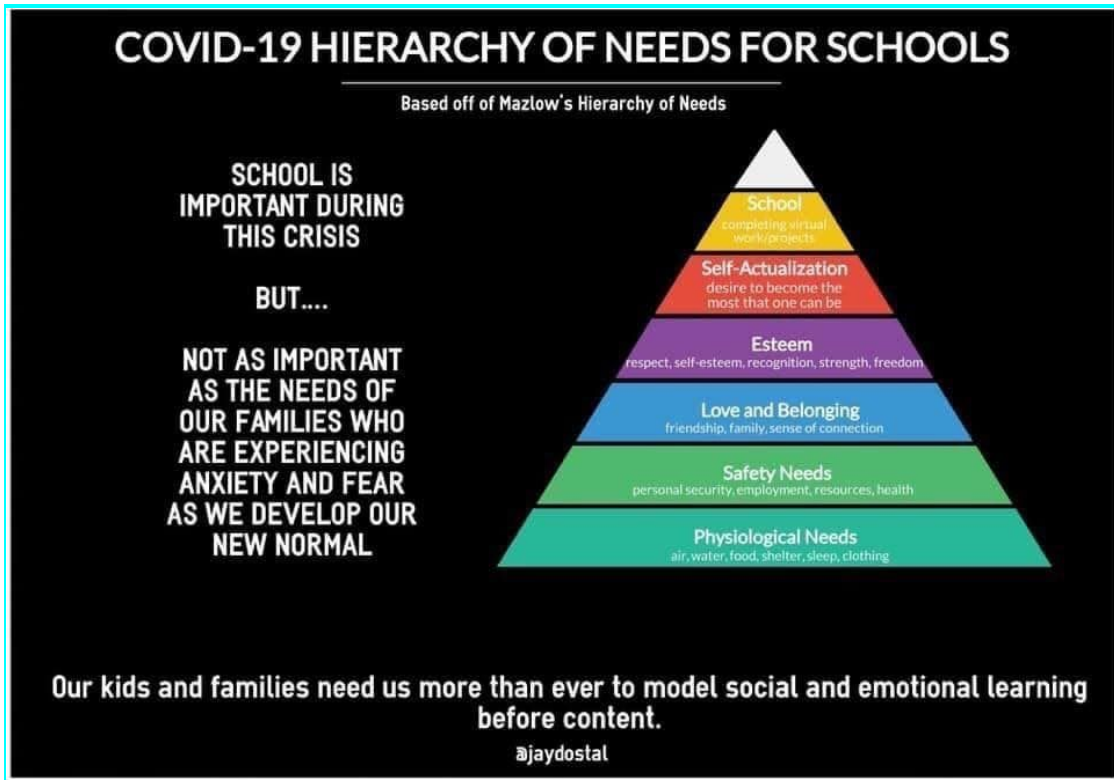 COVID-19 HIERARCHY OF NEEDS FOR SCHOOLS
Based off of Mazlow's Hierarchy of Needs
SCHOOL IS
IMPORTANT DURING
THIS CRISIS
BUT....
NOT AS IMPORTANT
AS THE NEEDS OF
OUR FAMILIES WHO
ARE EXPERIENCING
ANXIETY AND FEAR
AS WE DEVELOP OUR
NEW NORMAL
School
completing virtual
work/projects
Self-Actualization
desire to become the
most that one can be
Esteem
respect, self-esteem, recognition, strength, freedom
Love and Belonging
friendship, family, sense of connection
Safety Needs
personal security, employment, resources, health
Physiological Needs
air, water, food, shelter, sleep, clothing
Our kids and families need us more than ever to model social and emotional learning
before content.
@jaydostal